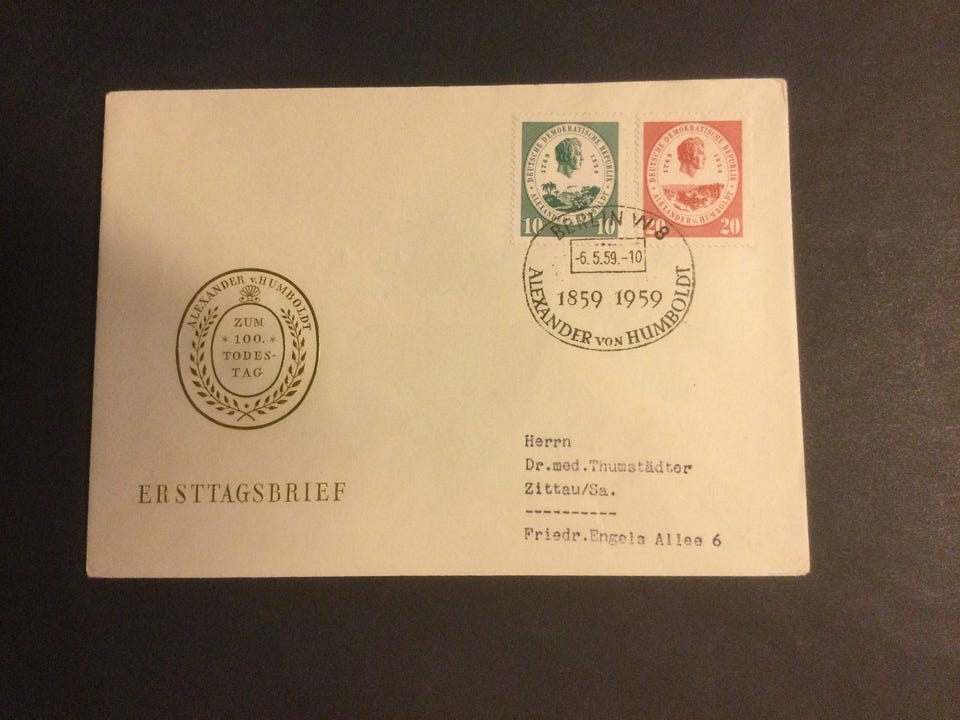 DEUTSCHE DEMOKRATISCHE REPUBLIK
1769 1859
ALEXANDER v. HUMBOLDT
10 10
DEUTSCHE DEMOKRATISCHE REPUBLIK
1769 1859
ALEXANDER v. HUMBOLDT
20 20
BERLIN W 8
-6.5.59.-10
1859 1959
ALEXANDER VON HUMBOLDT
ALEXANDER v. HUMBOLDT
ZUM
* 100. *
TODES-
TAG
ERSTTAGSBRIEF
Herrn
Dr.med.Thumstädter
Zittau/Sa.
----------
Friedr.Engels Allee 6